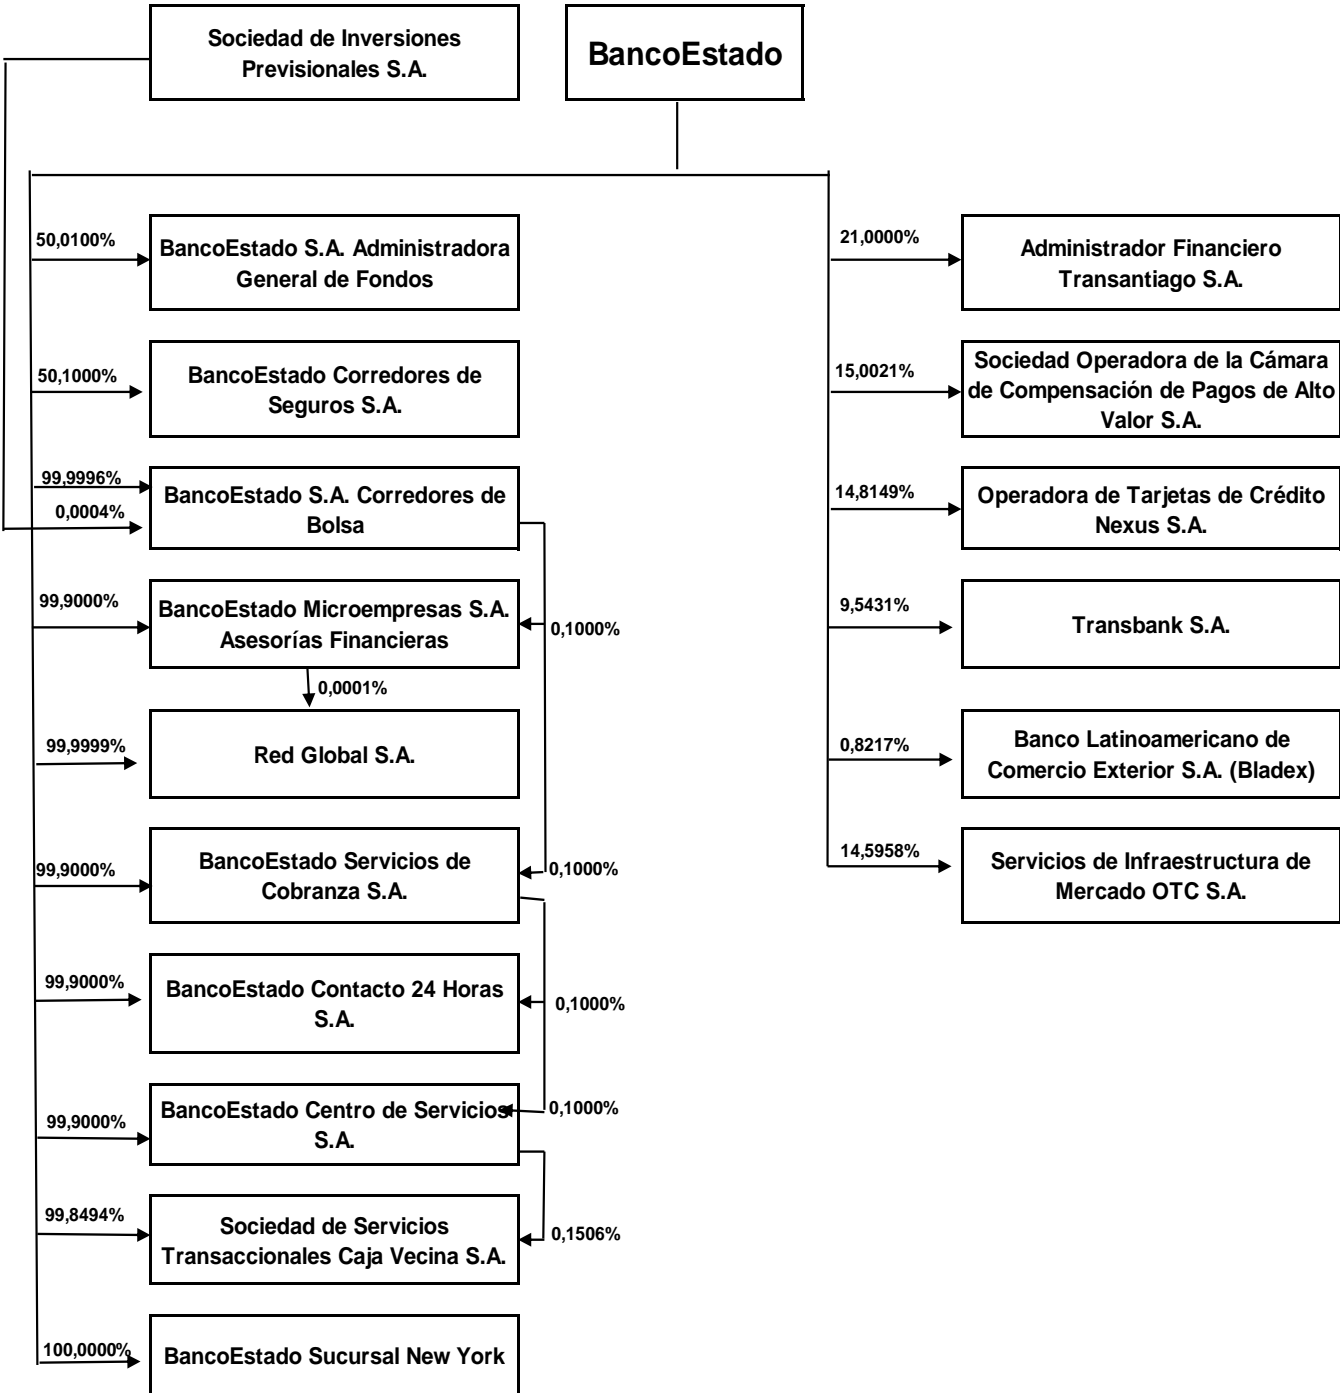 Sociedad de Inversiones
Previsionales S.A.
BancoEstado
50,0100%
BancoEstado S.A. Administradora
General de Fondos
21,0000%
Administrador Financiero
Transantiago S.A.
50,1000%
BancoEstado Corredores de
Seguros S.A.
15,0021%
Sociedad Operadora de la Cámara
de Compensación de Pagos de Alto
Valor S.A.
99,9996%
0,0004%
BancoEstado S.A. Corredores de
Bolsa
14,8149%
Operadora de Tarjetas de Crédito
Nexus S.A.
99,9000%
BancoEstado Microempresas S.A.
Asesorías Financieras
0,1000%
9,5431%
Transbank S.A.
0,0001%
99,9999%
Red Global S.A.
0,8217%
Banco Latinoamericano de
Comercio Exterior S.A. (Bladex)
99,9000%
BancoEstado Servicios de
Cobranza S.A.
0,1000%
14,5958%
Servicios de Infraestructura de
Mercado OTC S.A.
99,9000%
BancoEstado Contacto 24 Horas
S.A.
0,1000%
99,9000%
BancoEstado Centro de Servicios
S.A.
0,1000%
99,8494%
Sociedad de Servicios
Transaccionales Caja Vecina S.A.
0,1506%
100,0000%
BancoEstado Sucursal New York